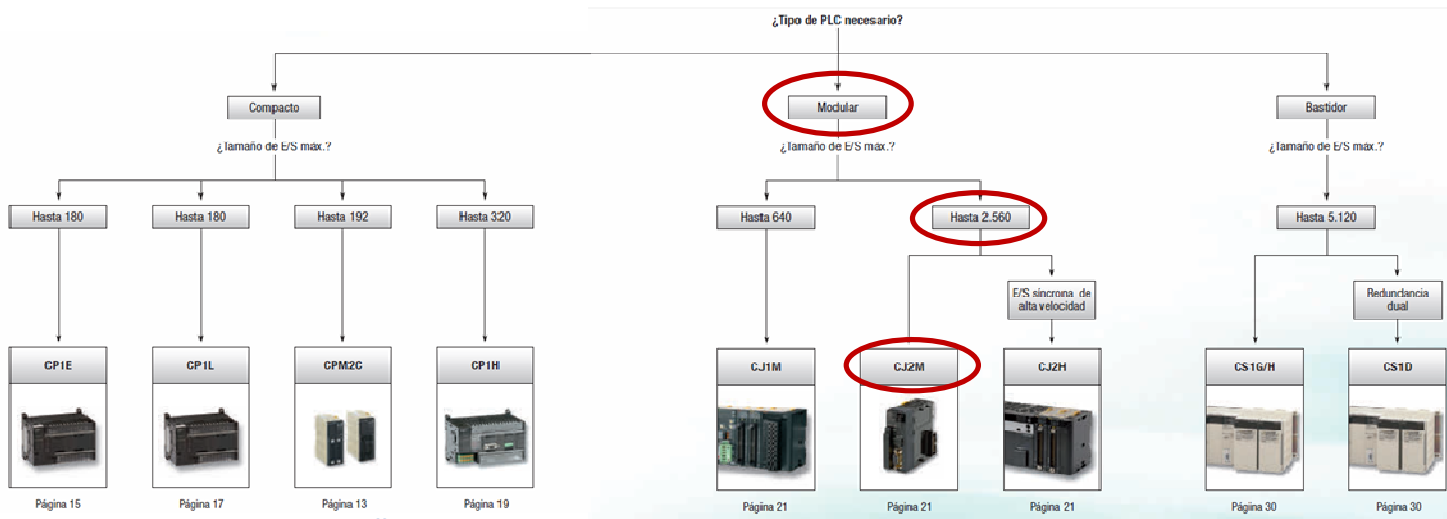 ¿Tipo de PLC necesario?
Compacto
Modular
Bastidor
¿Tamaño de E/S máx.?
¿Tamaño de E/S máx.?
¿Tamaño de E/S máx.?
Hasta 180
Hasta 180
Hasta 192
Hasta 320
Hasta 640
Hasta 2.560
Hasta 5.120
E/S síncrona de
alta velocidad
Redundancia
dual
CP1E
CP1L
CPM2C
CP1H
CJ1M
CJ2M
CJ2H
CS1G/H
CS1D
Página 15
Página 17
Página 13
Página 19
Página 21
Página 21
Página 21
Página 30
Página 30